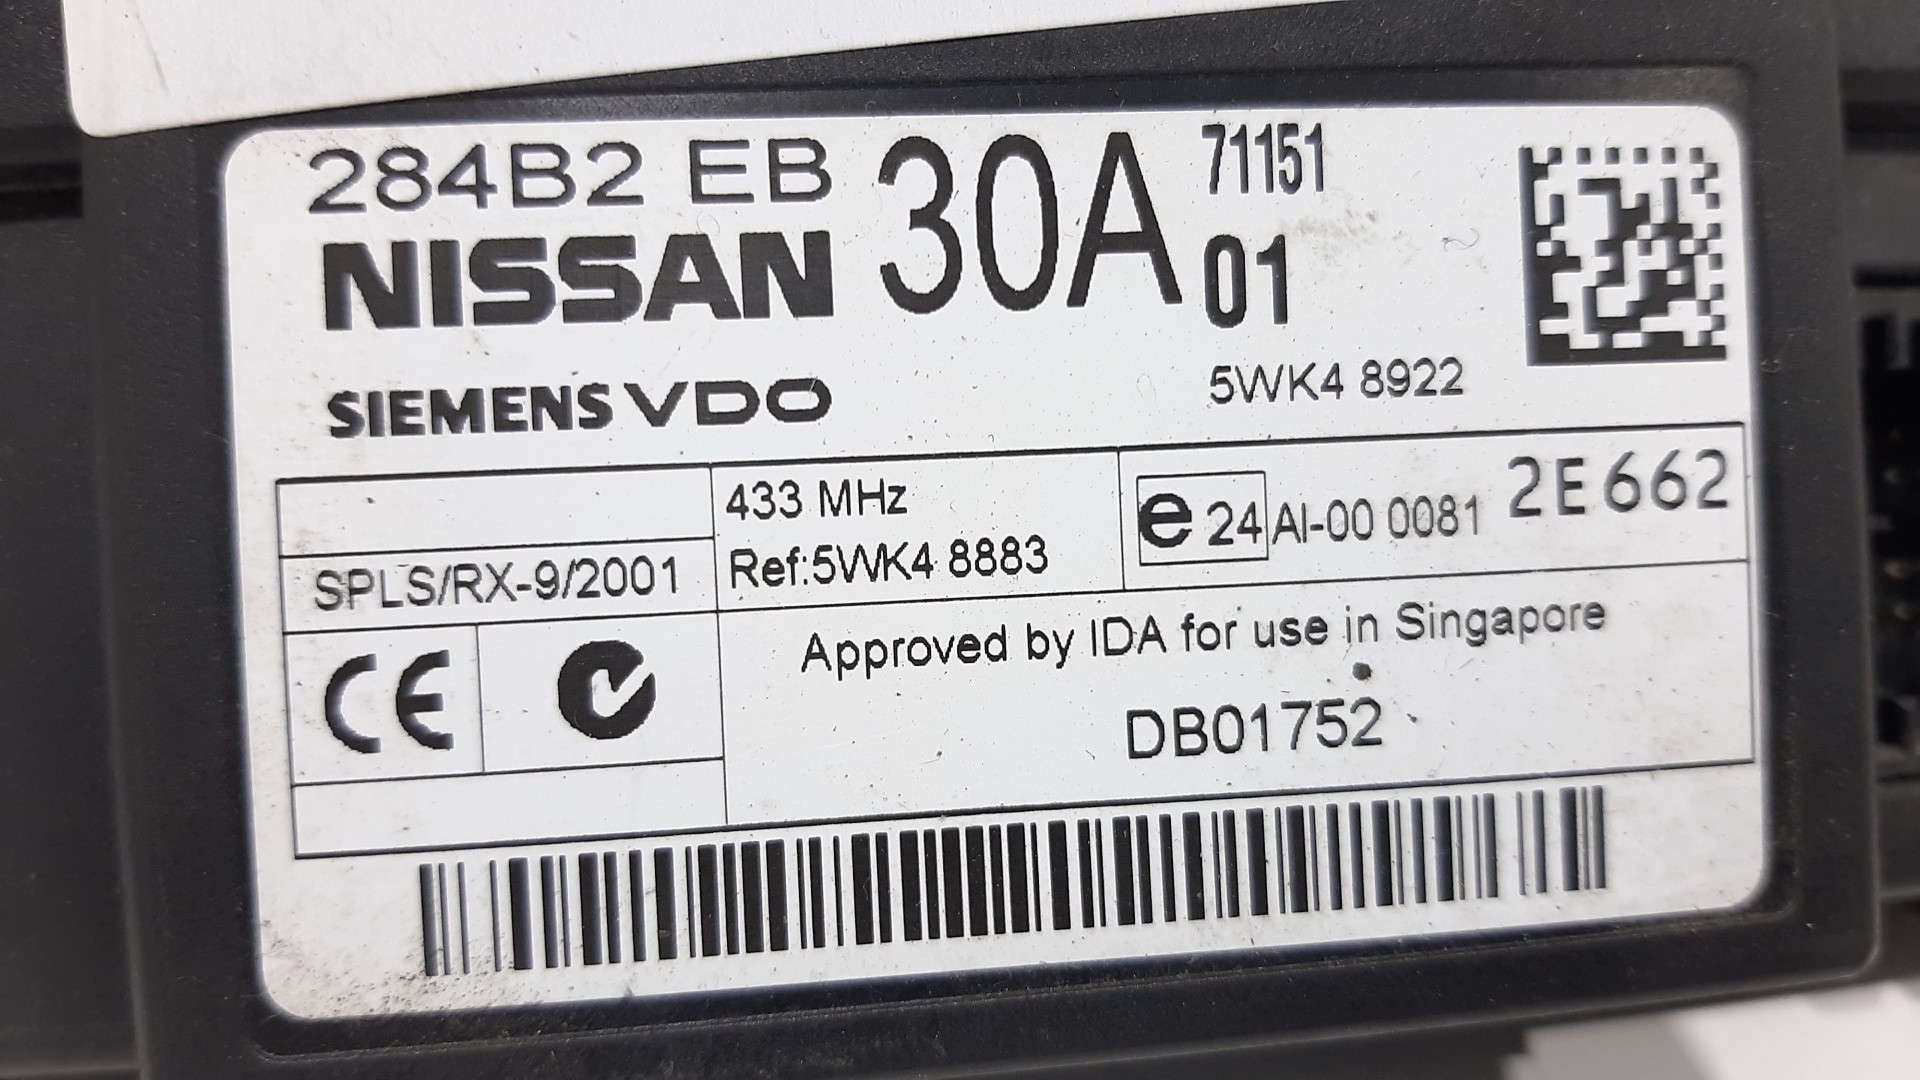 284B2 EB 30A 71151
NISSAN 01
SIEMENS VDO 5WK4 8922
433 MHz
e 24 AI-00 0081 2E662
SPLS/RX-9/2001
Ref:5WK4 8883
CE
Approved by IDA for use in Singapore
DB01752